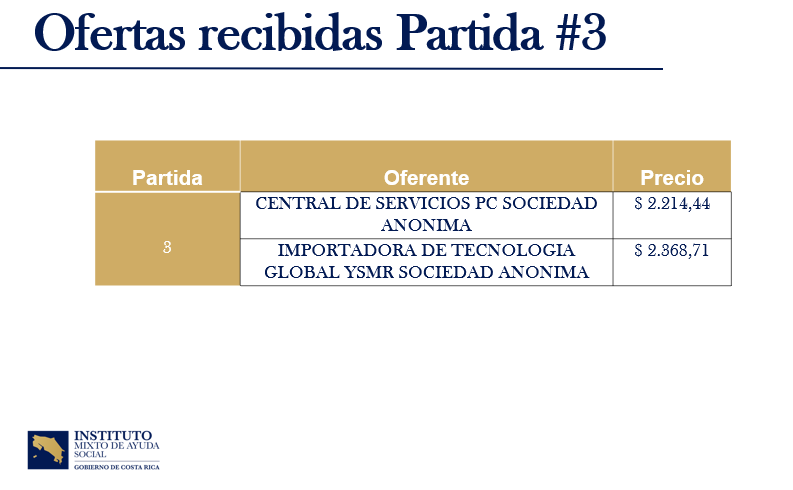 Ofertas recibidas Partida #3
Partida Oferente Precio
3
CENTRAL DE SERVICIOS PC SOCIEDAD
ANONIMA
$ 2.214,44
IMPORTADORA DE TECNOLOGIA
GLOBAL YSMR SOCIEDAD ANONIMA
$ 2.368,71
INSTITUTO
MIXTO DE AYUDA
SOCIAL
GOBIERNO DE COSTA RICA